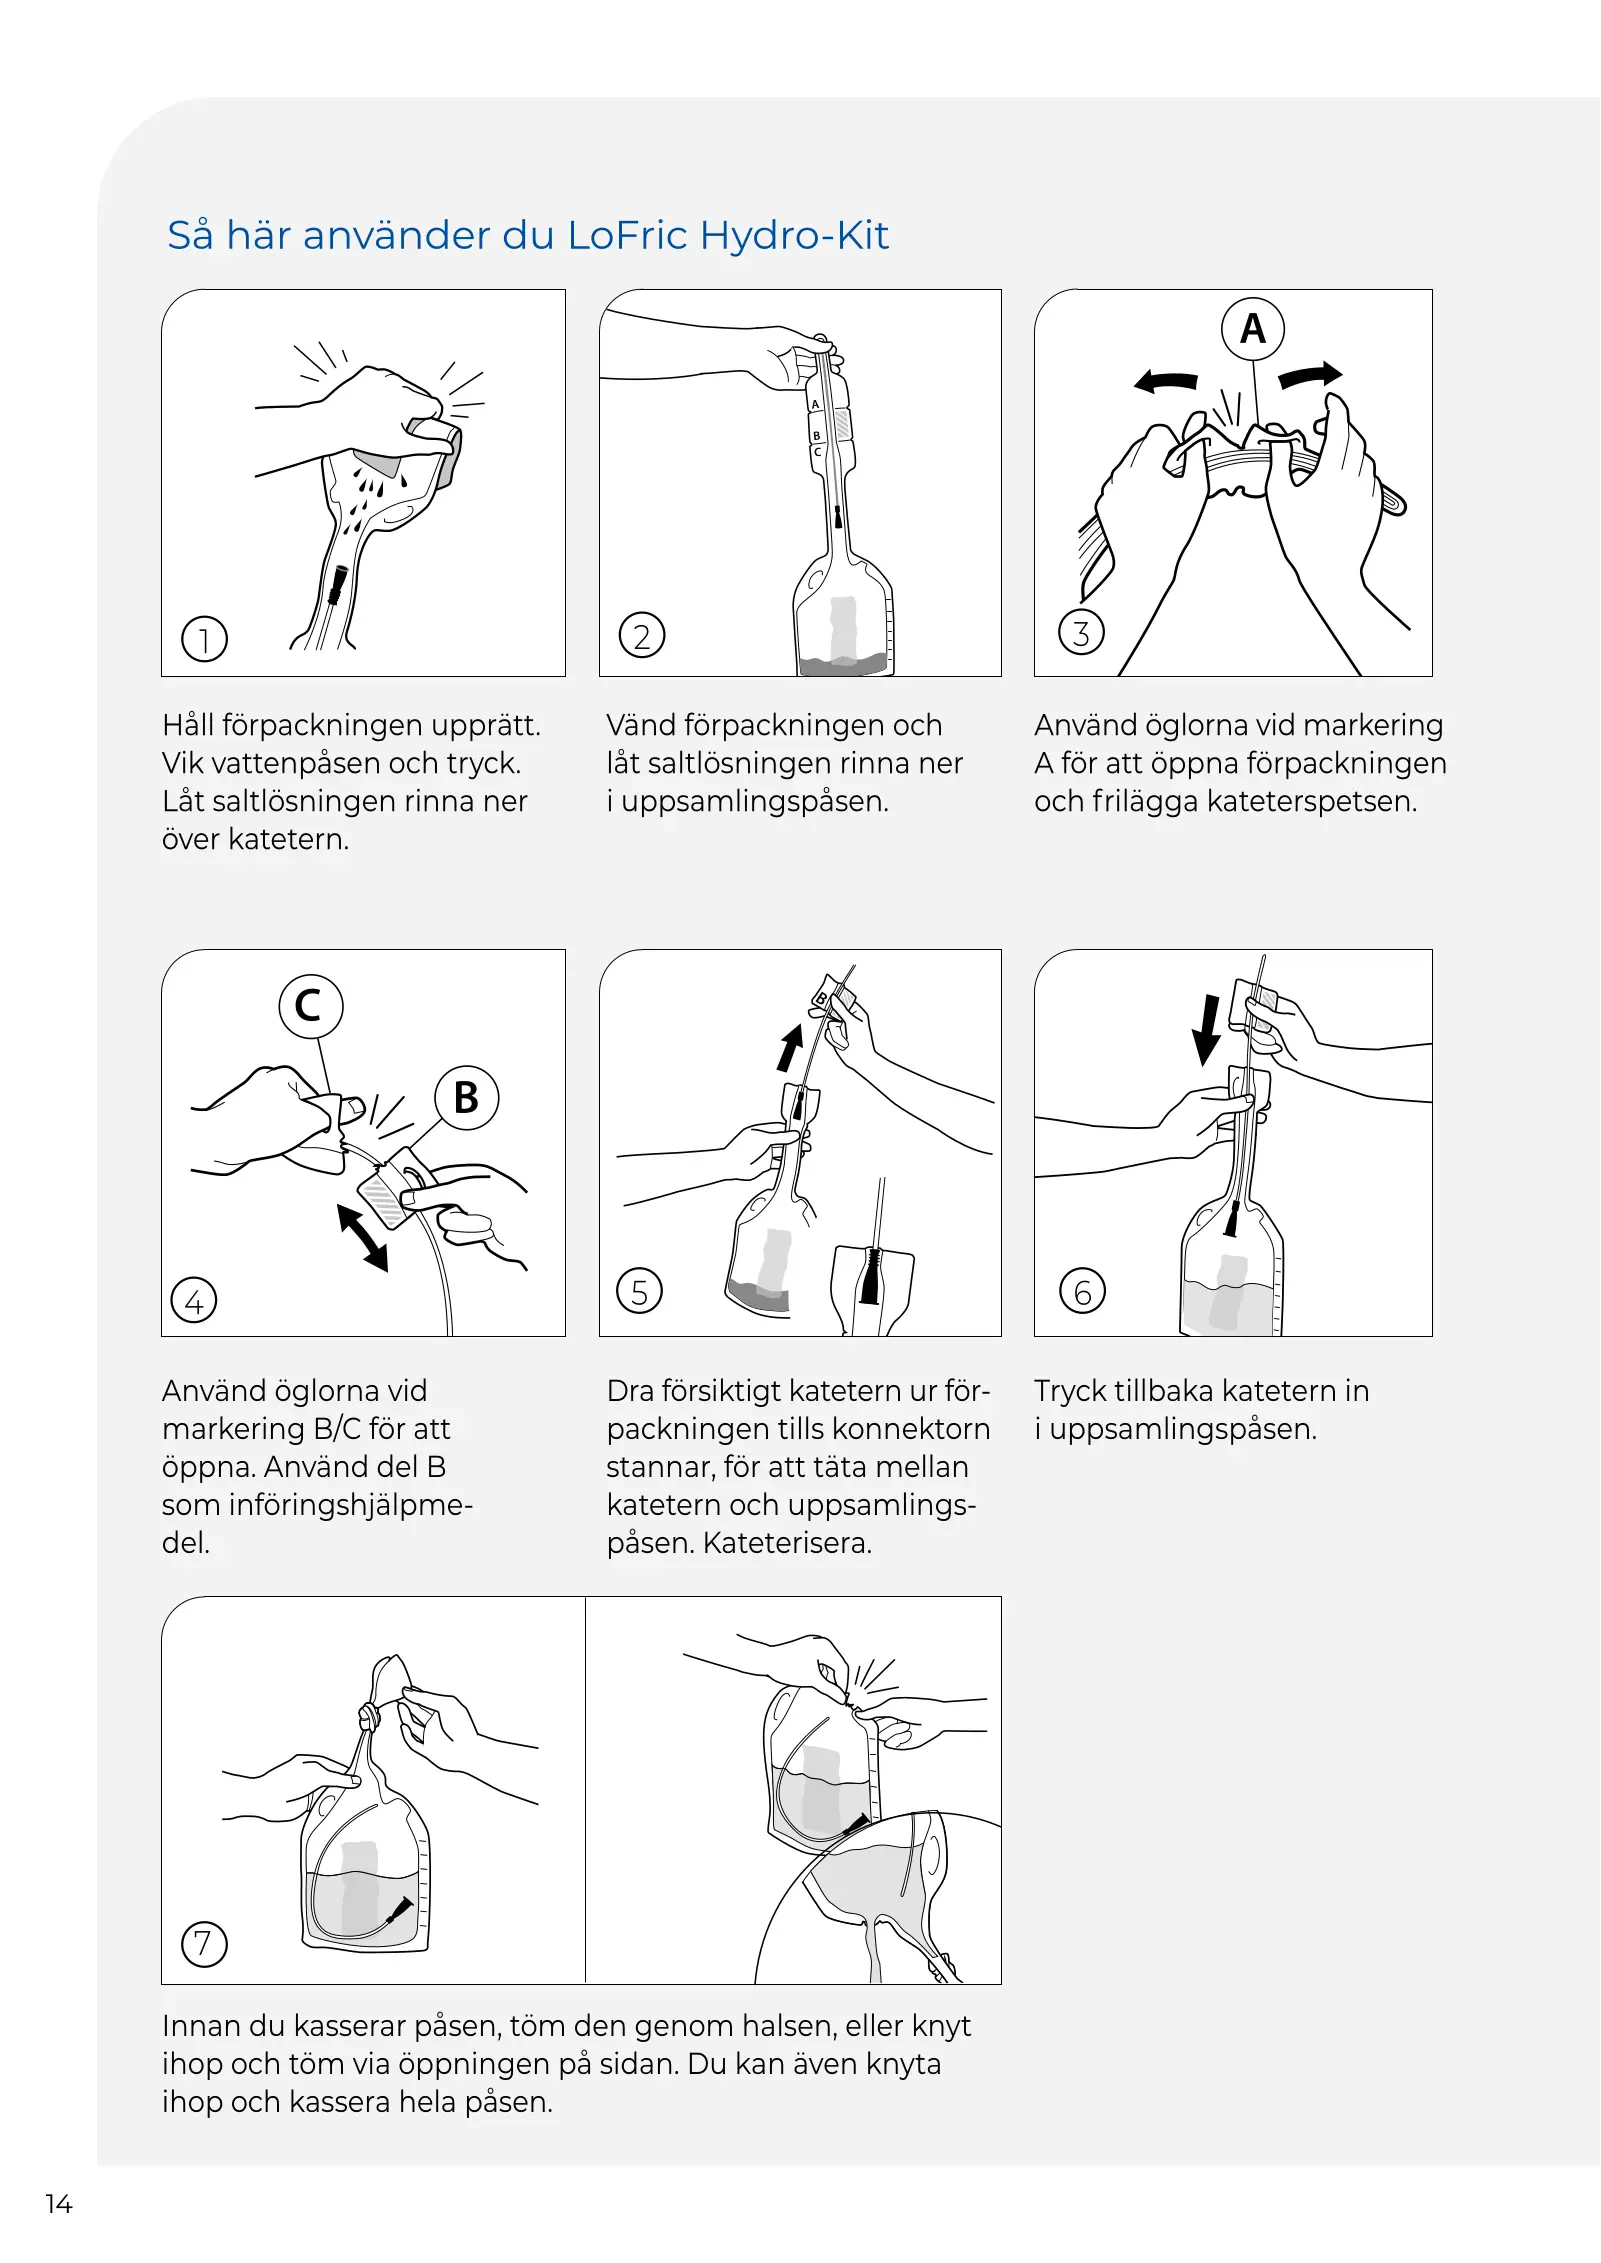 Så här använder du LoFric Hydro-Kit
1
A
B
C
2
A
3
Håll förpackningen upprätt.
Vik vattenpåsen och tryck.
Låt saltlösningen rinna ner
över katetern.
Vänd förpackningen och
låt saltlösningen rinna ner
i uppsamlingspåsen.
Använd öglorna vid markering
A för att öppna förpackningen
och frilägga kateterspetsen.
C
B
4
B
5
6
Använd öglorna vid
markering B/C för att
öppna. Använd del B
som införingshjälpme-
del.
Dra försiktigt katetern ur för-
packningen tills konnektorn
stannar, för att täta mellan
katetern och uppsamlings-
påsen. Kateterisera.
Tryck tillbaka katetern in
i uppsamlingspåsen.
7
Innan du kasserar påsen, töm den genom halsen, eller knyt
ihop och töm via öppningen på sidan. Du kan även knyta
ihop och kassera hela påsen.
14